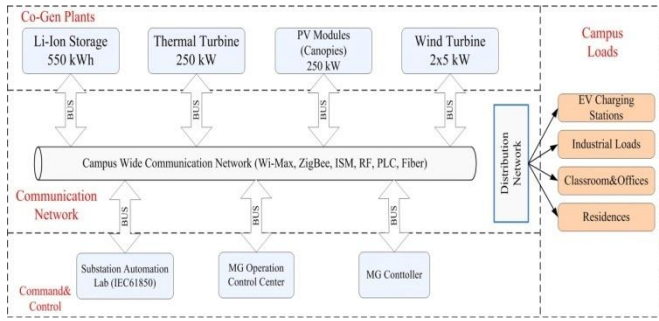 Co-Gen Plants
Li-Ion Storage
550 kWh
Thermal Turbine
250 kW
PV Modules
(Canopies)
250 kW
Wind Turbine
2x5 kW
Campus
Loads
BUS
BUS
BUS
BUS
Campus Wide Communication Network (Wi-Max, ZigBee, ISM, RF, PLC, Fiber)
Communication
Network
Distribution
Network
EV Charging
Stations
Industrial Loads
Classroom&Offices
Residences
BUS
BUS
BUS
Substation Automation
Lab (IEC61850)
MG Operation
Control Center
MG Conttoller
Command&
Control